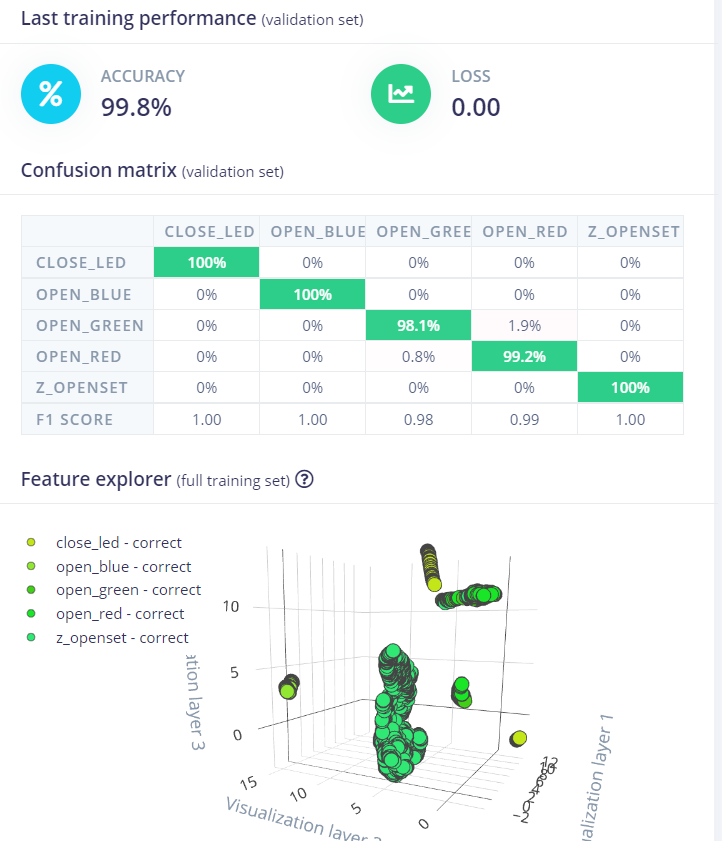 Last training performance (validation set)
%
ACCURACY
99.8%
LOSS
0.00
Confusion matrix (validation set)
CLOSE_LED OPEN_BLUE OPEN_GREE OPEN_RED Z_OPENSET
CLOSE_LED 100% 0% 0% 0% 0%
OPEN_BLUE 0% 100% 0% 0% 0%
OPEN_GREEN 0% 0% 98.1% 1.9% 0%
OPEN_RED 0% 0% 0.8% 99.2% 0%
Z_OPENSET 0% 0% 0% 0% 100%
F1 SCORE 1.00 1.00 0.98 0.99 1.00
Feature explorer (full training set) ?
close_led - correct
open_blue - correct
open_green - correct
open_red - correct
z_openset - correct
10
5
0
ation layer 3
15
10
5
0
Visualization layer
12
−0
−2
ualization layer 1